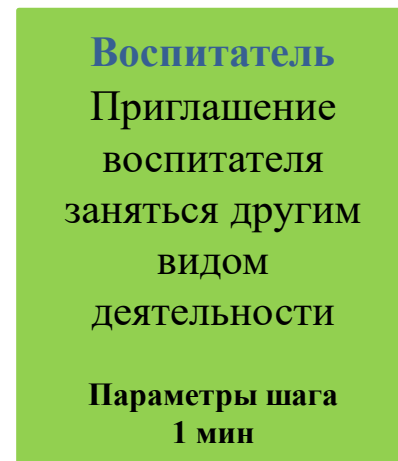 Воспитатель
Приглашение
воспитателя
заняться другим
видом
деятельности
Параметры шага
1 мин